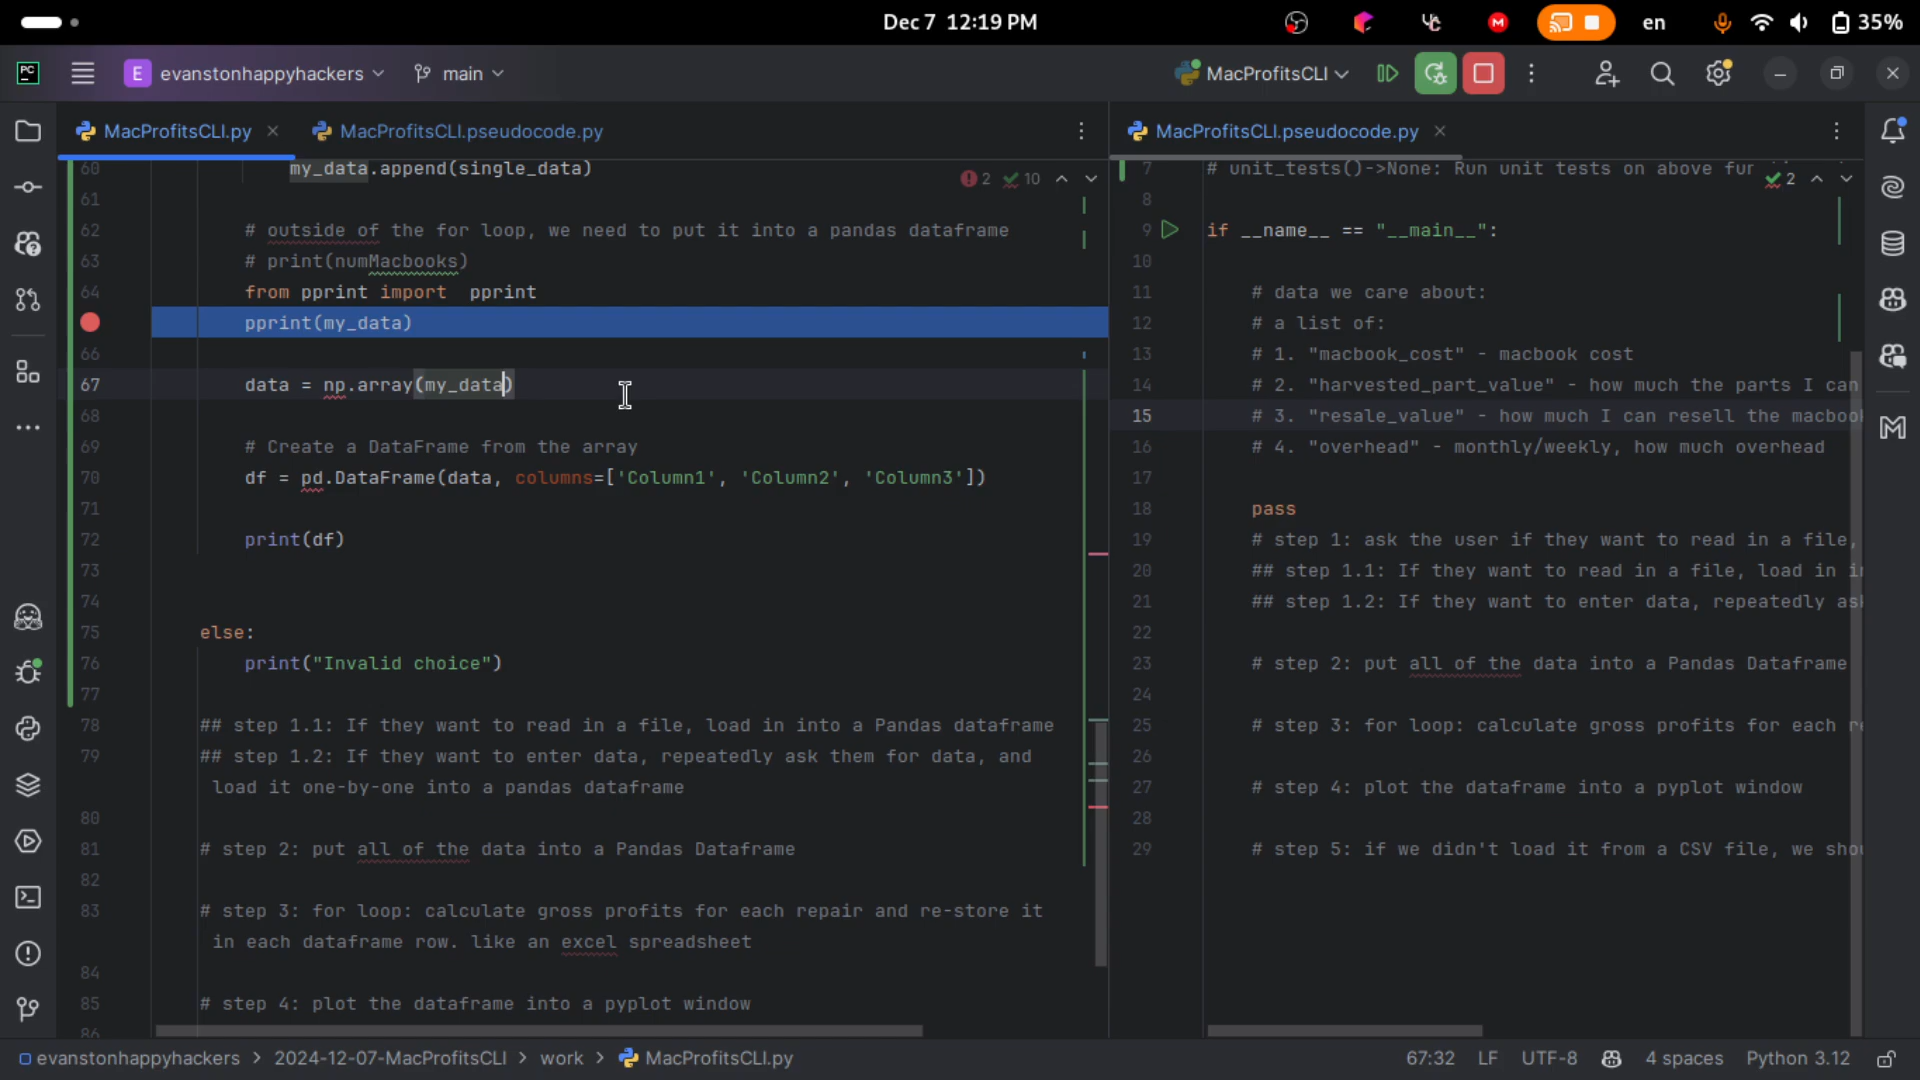 Dec 7 12:19 PM
en
35%
PC
E evanstonhappyhackers
main
MacProfitsCLI
MacProfitsCLI.py
MacProfitsCLI.pseudocode.py
60 my_data.append(single_data)
2 10
61
62 # outside of the for loop, we need to put it into a pandas dataframe
63 # print(numMacbooks)
64 from pprint import  pprint
pprint(my_data)
66
67 data = np.array(my_data)
68
69 # Create a DataFrame from the array
70 df = pd.DataFrame(data, columns=['Column1', 'Column2', 'Column3'])
71
72 print(df)
73
74
75 else:
76 print("Invalid choice")
77
78 ## step 1.1: If they want to read in a file, load in into a Pandas dataframe
79 ## step 1.2: If they want to enter data, repeatedly ask them for data, and
load it one-by-one into a pandas dataframe
80
81 # step 2: put all of the data into a Pandas Dataframe
82
83 # step 3: for loop: calculate gross profits for each repair and re-store it
in each dataframe row. like an excel spreadsheet
84
85 # step 4: plot the dataframe into a pyplot window
86
MacProfitsCLI.pseudocode.py
7 # unit_tests()->None: Run unit tests on above fur
2
8
9 if __name__ == "__main__":
10
11 # data we care about:
12 # a list of:
13 # 1. "macbook_cost" - macbook cost
14 # 2. "harvested_part_value" - how much the parts I can
15 # 3. "resale_value" - how much I can resell the macboo
16 # 4. "overhead" - monthly/weekly, how much overhead
17
18 pass
19 # step 1: ask the user if they want to read in a file,
20 ## step 1.1: If they want to read in a file, load in i
21 ## step 1.2: If they want to enter data, repeatedly as
22
23 # step 2: put all of the data into a Pandas Dataframe
24
25 # step 3: for loop: calculate gross profits for each r
26
27 # step 4: plot the dataframe into a pyplot window
28
29 # step 5: if we didn't load it from a CSV file, we sho
evanstonhappyhackers > 2024-12-07-MacProfitsCLI > work > MacProfitsCLI.py
67:32 LF UTF-8 4 spaces Python 3.12